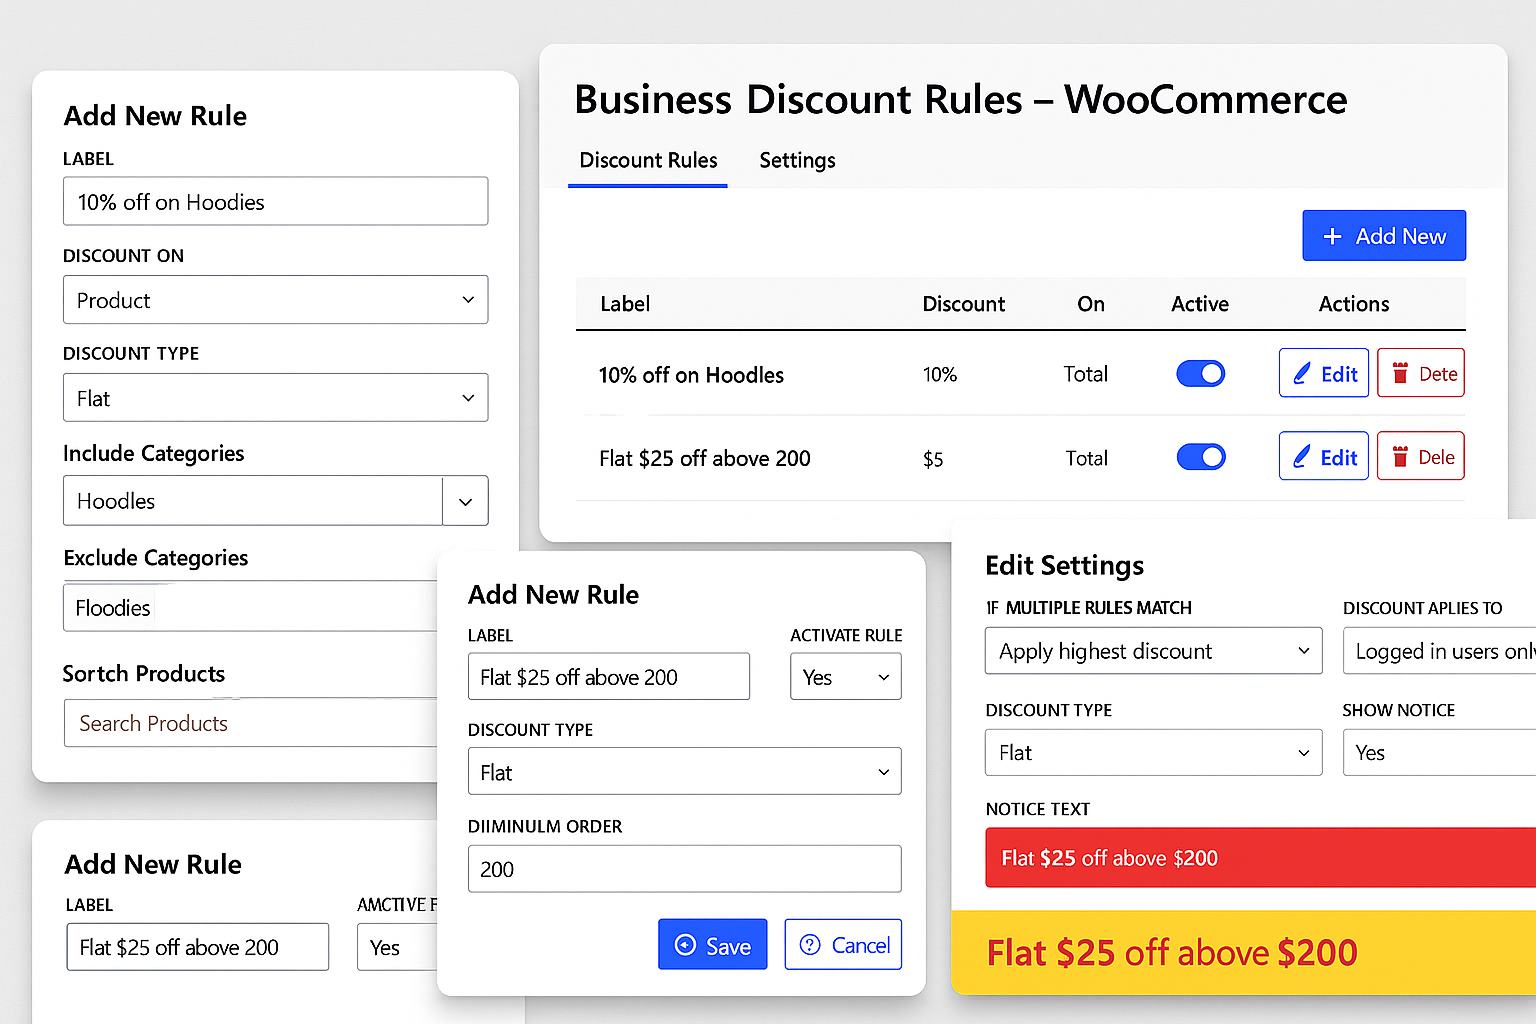 Add New Rule
LABEL
10% off on Hoodies
DISCOUNT ON
Product
DISCOUNT TYPE
Flat
Include Categories
Hoodles
Exclude Categories
Floodies
Sortch Products
Search Products
Business Discount Rules – WooCommerce
Discount Rules Settings
+ Add New
Label Discount On Active Actions
10% off on Hoodles 10% Total Edit Dete
Flat $25 off above 200 $5 Total Edit Dele
Add New Rule
LABEL AMCTIVE F
Flat $25 off above 200 Yes
Add New Rule
LABEL ACTIVATE RULE
Flat $25 off above 200 Yes
DISCOUNT TYPE
Flat
DIIMINULM ORDER
200
Save Cancel
Edit Settings
IF MULTIPLE RULES MATCH DISCOUNT APLIES TO
Apply highest discount Logged in users only
DISCOUNT TYPE SHOW NOTICE
Flat Yes
NOTICE TEXT
Flat $25 off above $200
Flat $25 off above $200